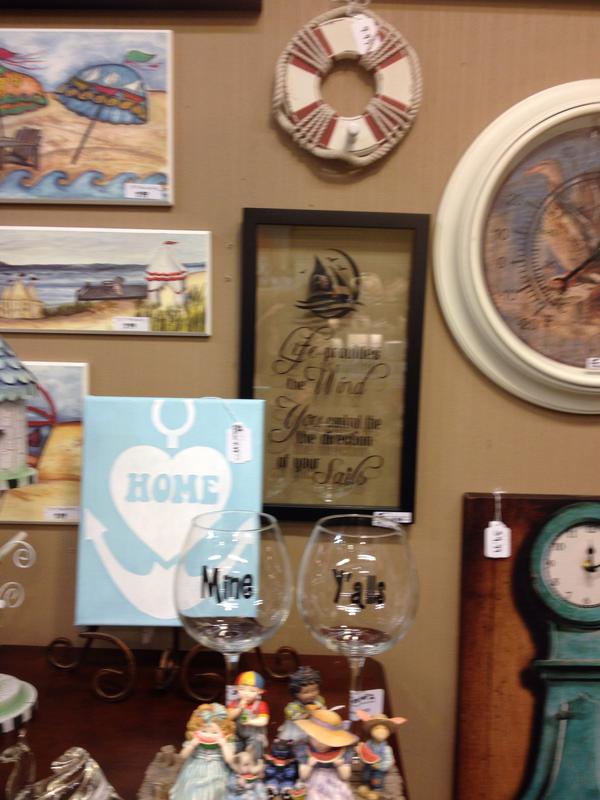 Life provides
the Wind
You control the
the direction
of your
Sails
HOME
Mine
Y'alls